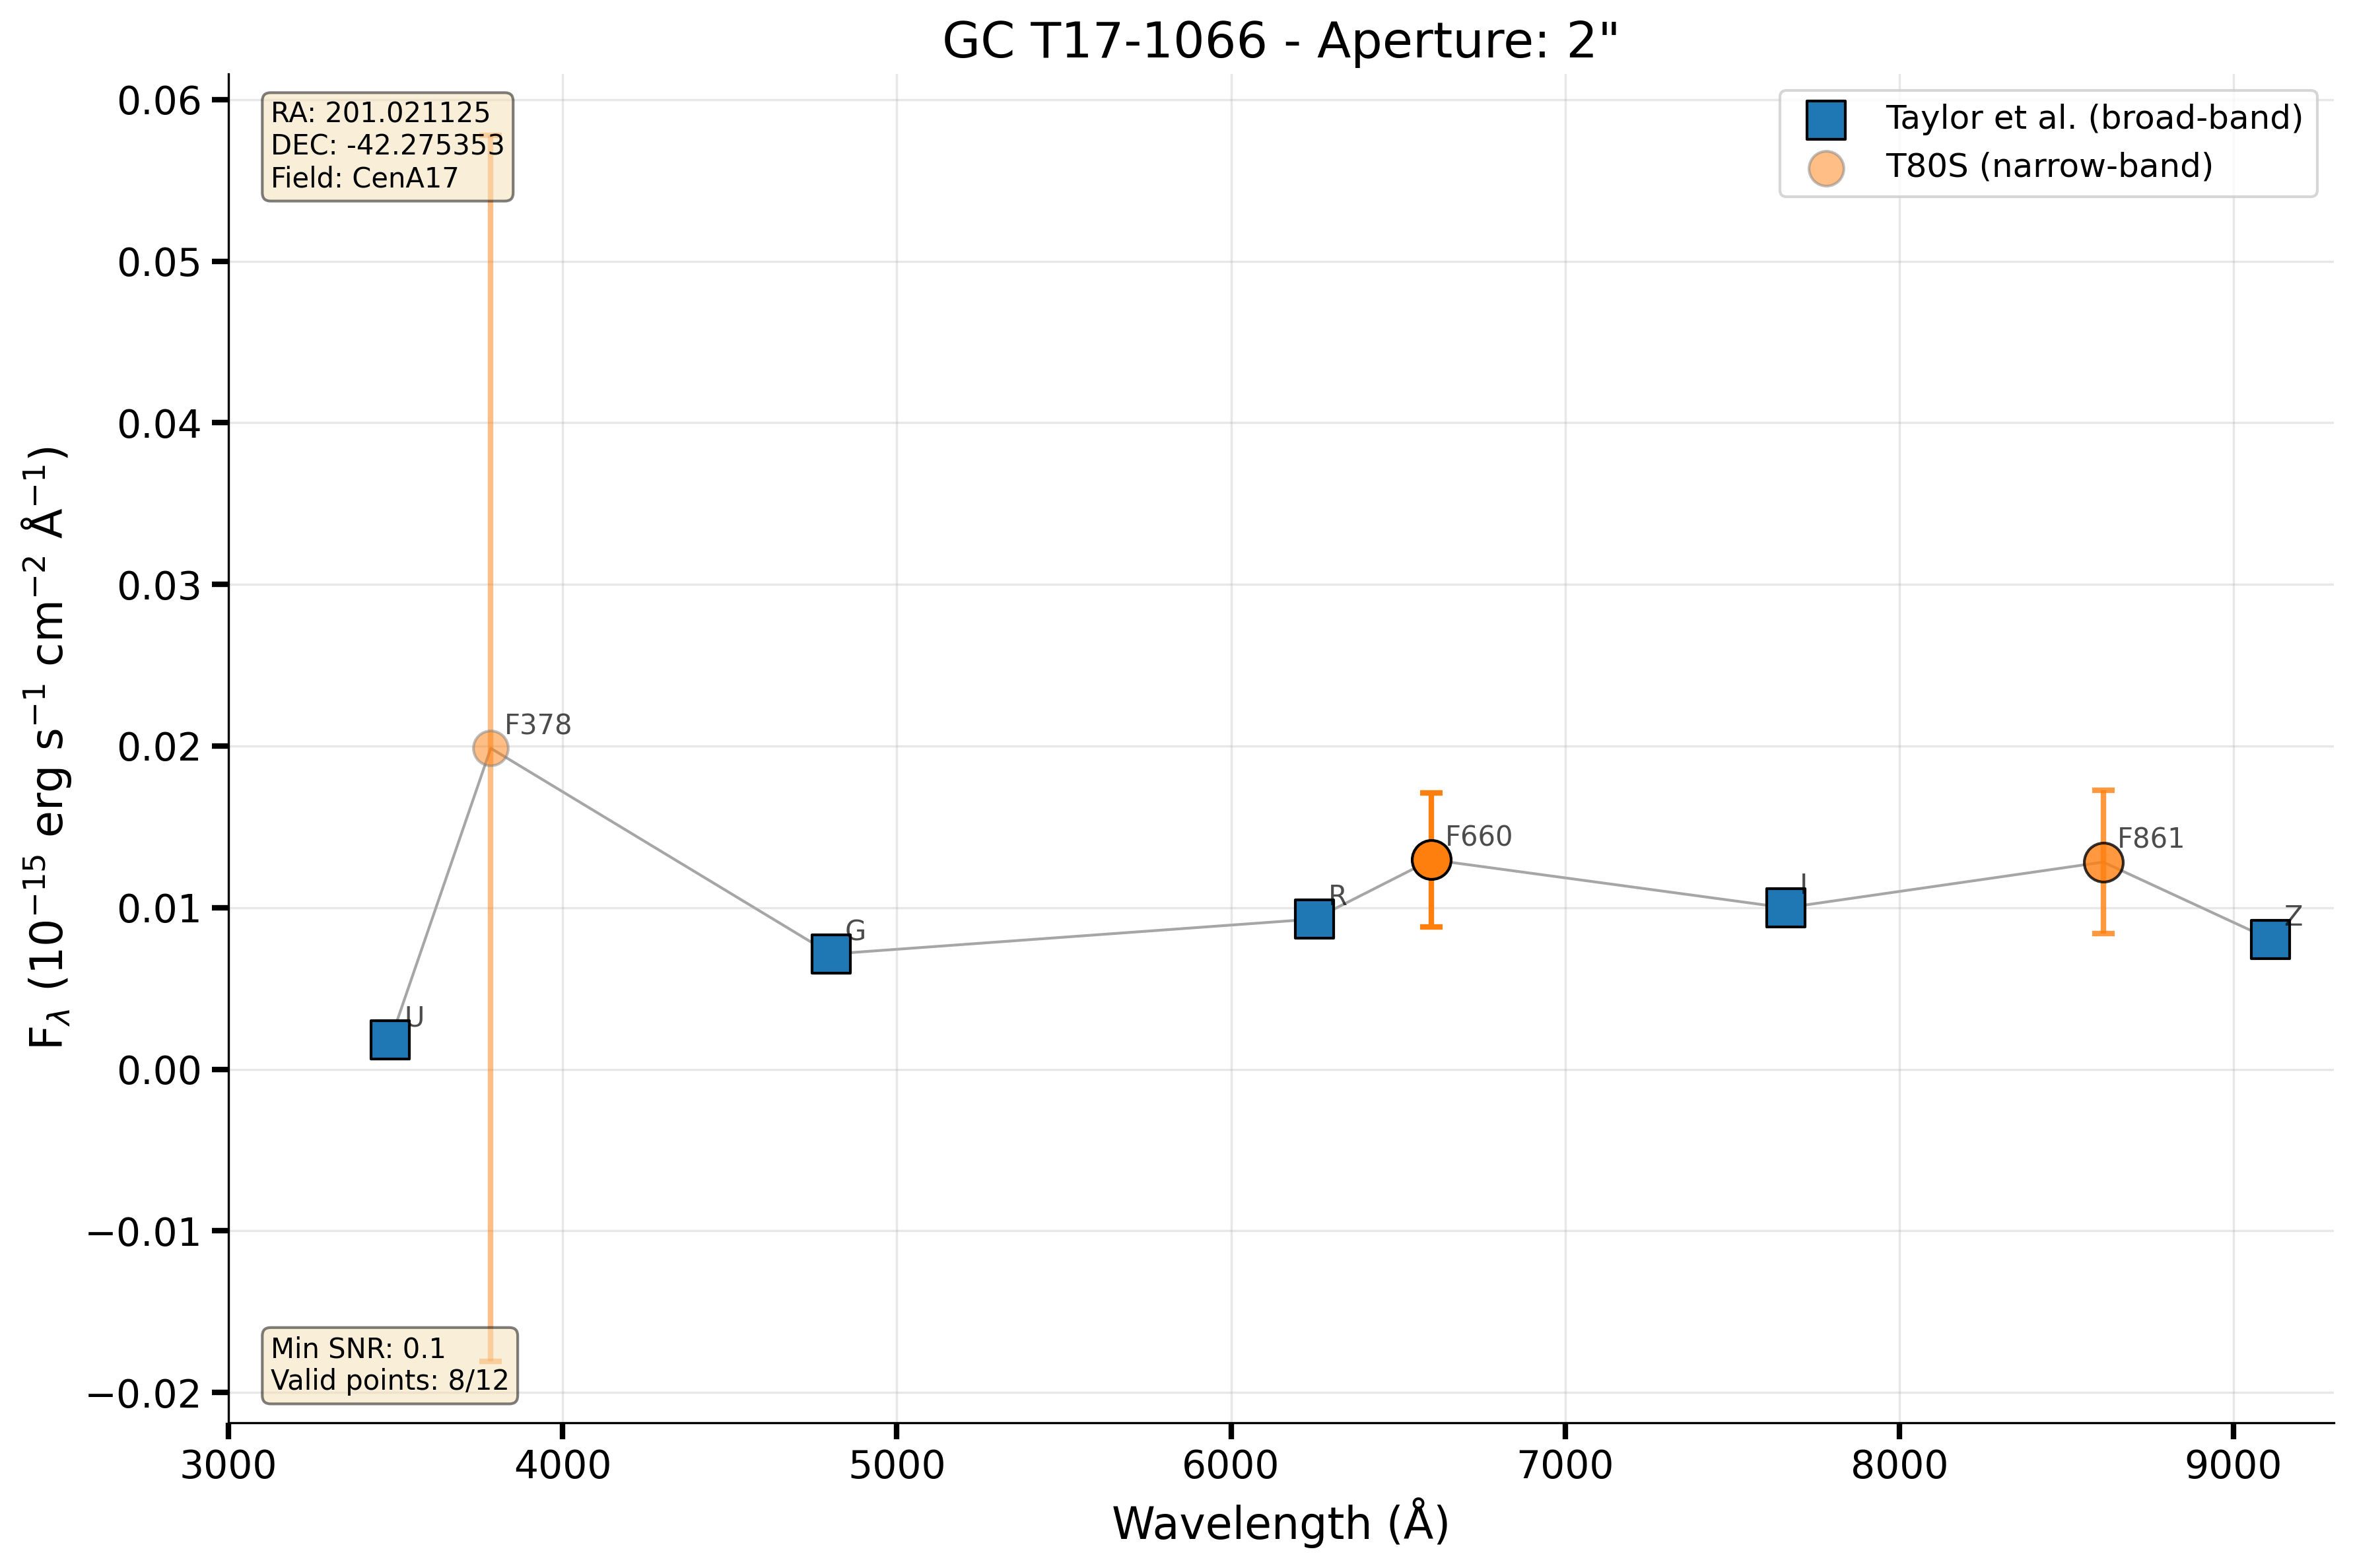 GC T17-1066 - Aperture: 2"
RA: 201.021125
DEC: -42.275353
Field: CenA17
Taylor et al. (broad-band)
T80S (narrow-band)
F$_{\lambda}$ (10$^{-15}$ erg s$^{-1}$ cm$^{-2}$ Å$^{-1}$)
0.06
0.05
0.04
0.03
0.02
0.01
0.00
−0.01
−0.02
U
F378
G
R
F660
I
F861
Z
Min SNR: 0.1
Valid points: 8/12
3000 4000 5000 6000 7000 8000 9000
Wavelength (Å)